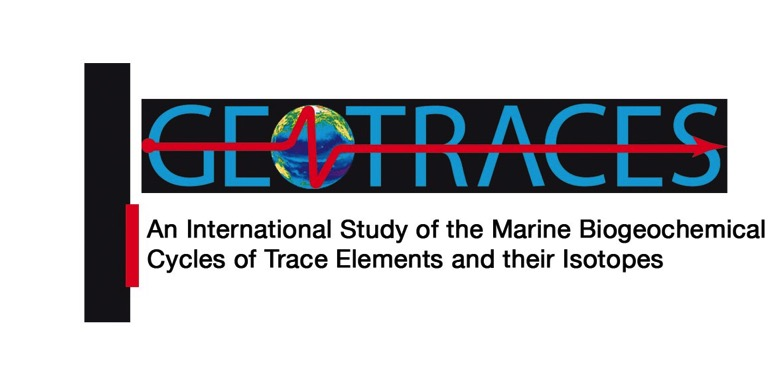 GEOTRACES
An International Study of the Marine Biogeochemical
Cycles of Trace Elements and their Isotopes